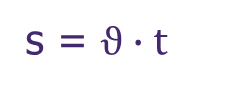 s = ϑ · t